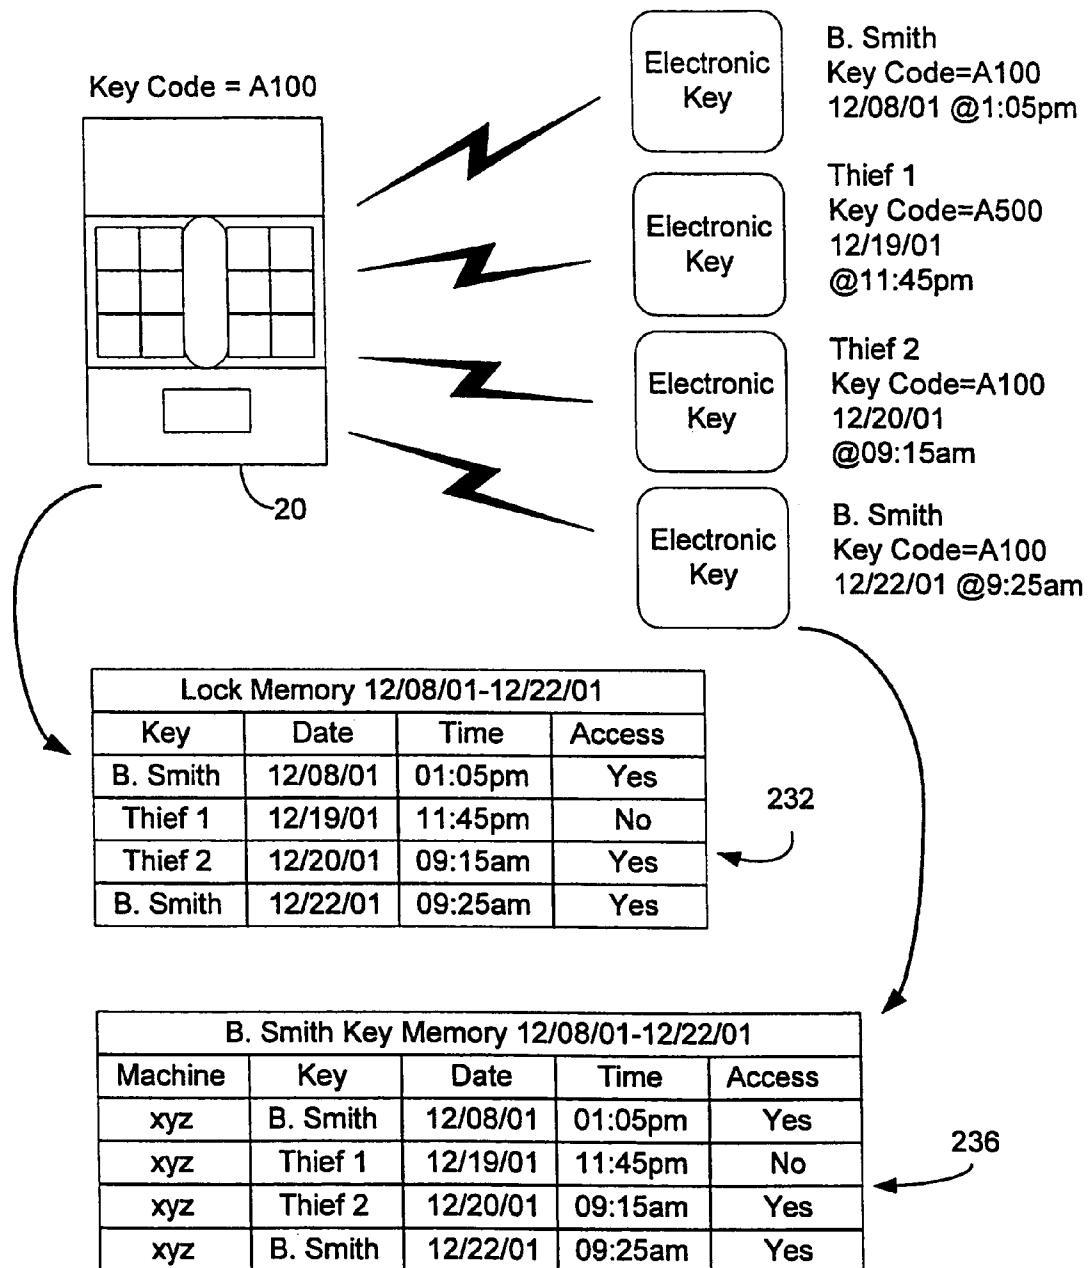 Key Code = A100
20
Electronic
Key
B. Smith
Key Code=A100
12/08/01 @1:05pm
Electronic
Key
Thief 1
Key Code=A500
12/19/01
@11:45pm
Electronic
Key
Thief 2
Key Code=A100
12/20/01
@09:15am
Electronic
Key
B. Smith
Key Code=A100
12/22/01 @9:25am
Lock Memory 12/08/01-12/22/01
Key Date Time Access
B. Smith 12/08/01 01:05pm Yes
Thief 1 12/19/01 11:45pm No
Thief 2 12/20/01 09:15am Yes
B. Smith 12/22/01 09:25am Yes
232
B. Smith Key Memory 12/08/01-12/22/01
Machine Key Date Time Access
xyz B. Smith 12/08/01 01:05pm Yes
xyz Thief 1 12/19/01 11:45pm No
xyz Thief 2 12/20/01 09:15am Yes
xyz B. Smith 12/22/01 09:25am Yes
236